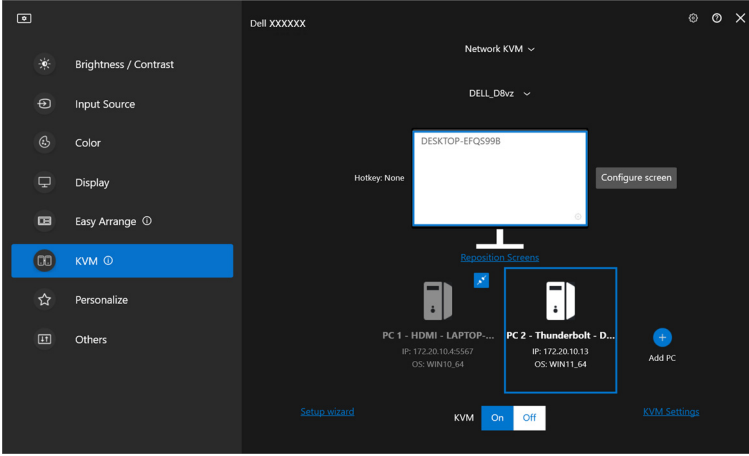 Dell XXXXXX
Brightness / Contrast
Input Source
Color
Display
Easy Arrange
KVM
Personalize
Others
Network KVM
DELL_D8vz
DESKTOP-EFQS99B
Hotkey: None
Configure screen
Reposition Screens
PC 1 - HDMI - LAPTOP-...
IP: 172.20.10.4:5567
OS: WIN10_64
PC 2 - Thunderbolt - D...
IP: 172.20.10.13
OS: WIN11_64
Add PC
Setup wizard
KVM
On
Off
KVM Settings